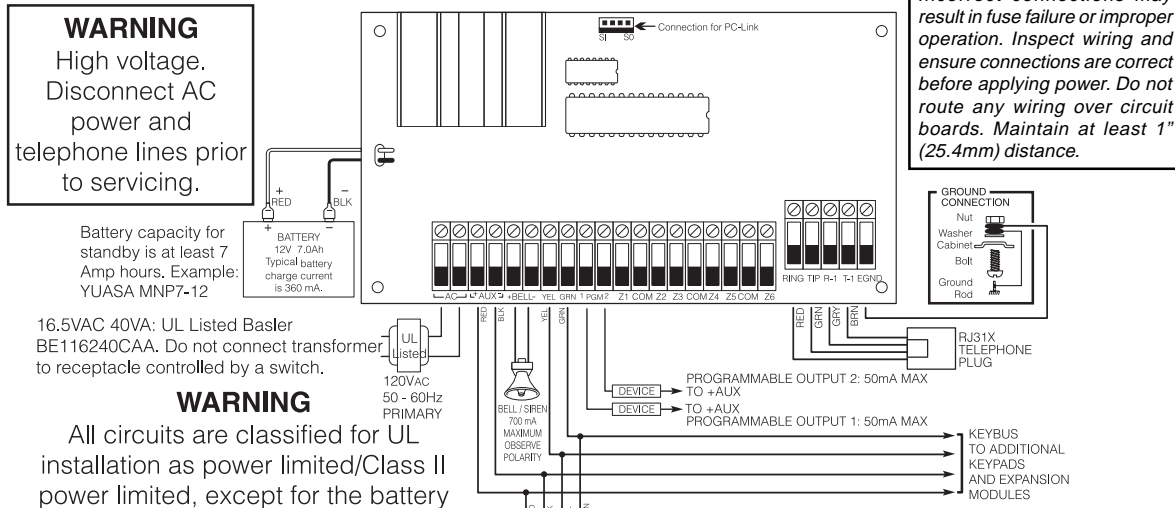 WARNING
High voltage.
Disconnect AC
power and
telephone lines prior
to servicing.
Connection for PC-Link
SI SO
result in fuse failure or improper
operation. Inspect wiring and
ensure connections are correct
before applying power. Do not
route any wiring over circuit
boards. Maintain at least 1”
(25.4mm) distance.
+ −
RED BLK
+ −
BATTERY
12V 7.0Ah
Typical battery
charge current
is 360 mA.
Battery capacity for
standby is at least 7
Amp hours. Example:
YUASA MNP7-12
GROUND
CONNECTION
Nut
Washer
Cabinet
Bolt
Ground
Rod
AC + AUX - +BELL- YEL GRN 1 PGM 2 Z1 COM Z2 Z3 COM Z4 Z5 COM Z6
RING TIP R-1 T-1 EGND
RED
BLK
YEL
GRN
RED
GRN
GRY
BRN
RJ31X
TELEPHONE
PLUG
16.5VAC 40VA: UL Listed Basler
BE116240CAA. Do not connect transformer
to receptacle controlled by a switch.
UL
Listed
120VAC
50 - 60Hz
PRIMARY
BELL / SIREN
700 mA
MAXIMUM
OBSERVE
POLARITY
PROGRAMMABLE OUTPUT 2: 50mA MAX
DEVICE TO +AUX
DEVICE TO +AUX
PROGRAMMABLE OUTPUT 1: 50mA MAX
KEYBUS
TO ADDITIONAL
KEYPADS
AND EXPANSION
MODULES
WARNING
All circuits are classified for UL
installation as power limited/Class II
power limited, except for the battery